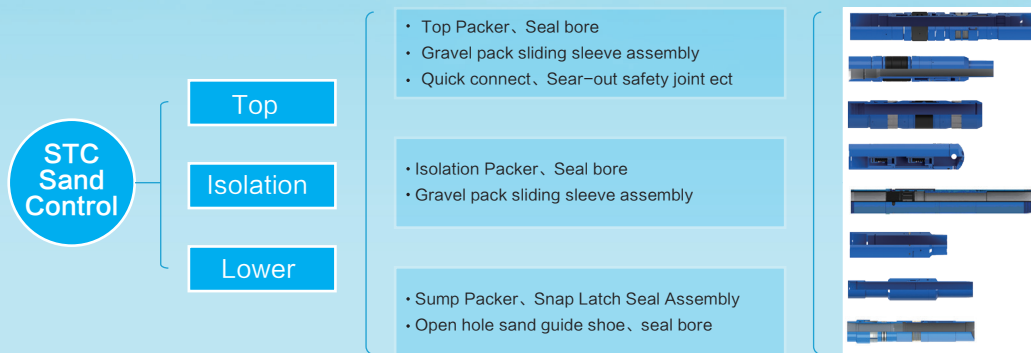 STC
Sand
Control
Top
Isolation
Lower
• Top Packer、Seal bore
• Gravel pack sliding sleeve assembly
• Quick connect、Sear-out safety joint ect
• Isolation Packer、Seal bore
• Gravel pack sliding sleeve assembly
• Sump Packer、Snap Latch Seal Assembly
• Open hole sand guide shoe、seal bore